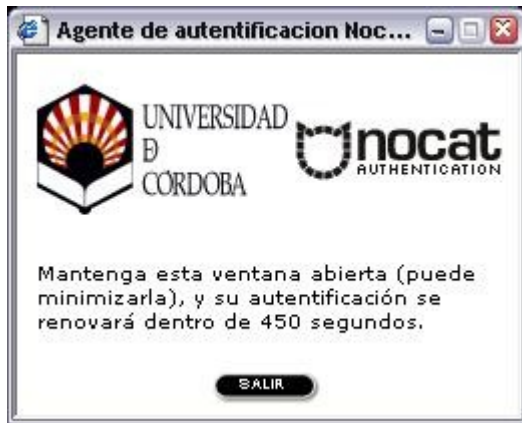 Agente de autentificacion Noc...
UNIVERSIDAD
Ð
CÓRDOBA
nocat
AUTHENTICATION
Mantenga esta ventana abierta (puede
minimizarla), y su autentificación se
renovará dentro de 450 segundos.
SALIR